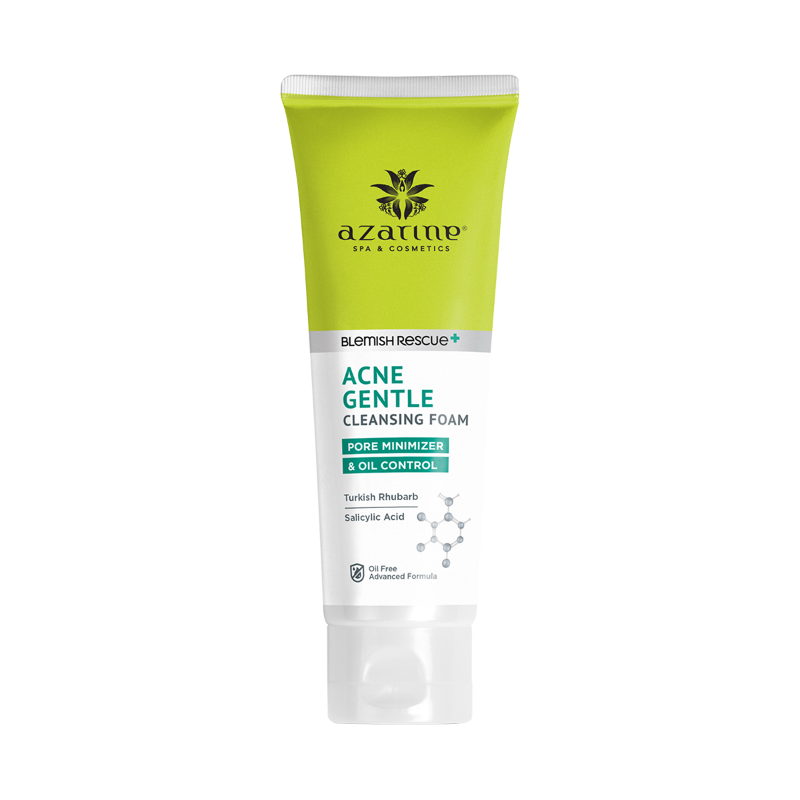 azarine®
SPA & COSMETICS
BLEMISH RESCUE+
ACNE
GENTLE
CLEANSING FOAM
PORE MINIMIZER
& OIL CONTROL
Turkish Rhubarb
Salicylic Acid
Oil Free
Advanced Formula